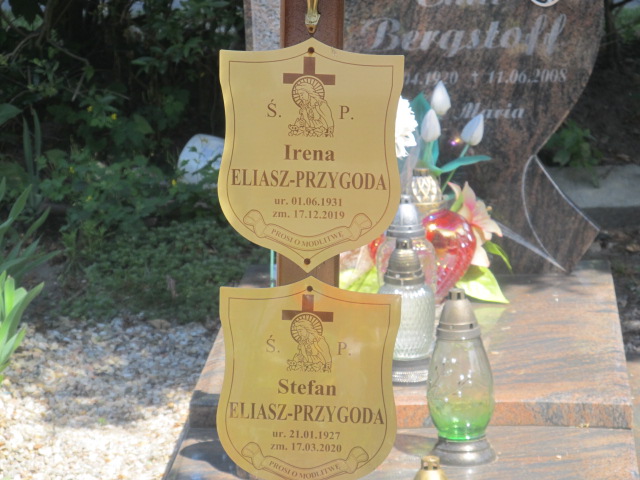 Bergstoff
.04.1920 † 11.06.2008
Maria
Ś. P.
Irena
ELIASZ-PRZYGODA
ur. 01.06.1931
zm. 17.12.2019
PROSI O MODLITWĘ
Ś. P.
Stefan
ELIASZ-PRZYGODA
ur. 21.01.1927
zm. 17.03.2020
PROSI O MODLITWĘ